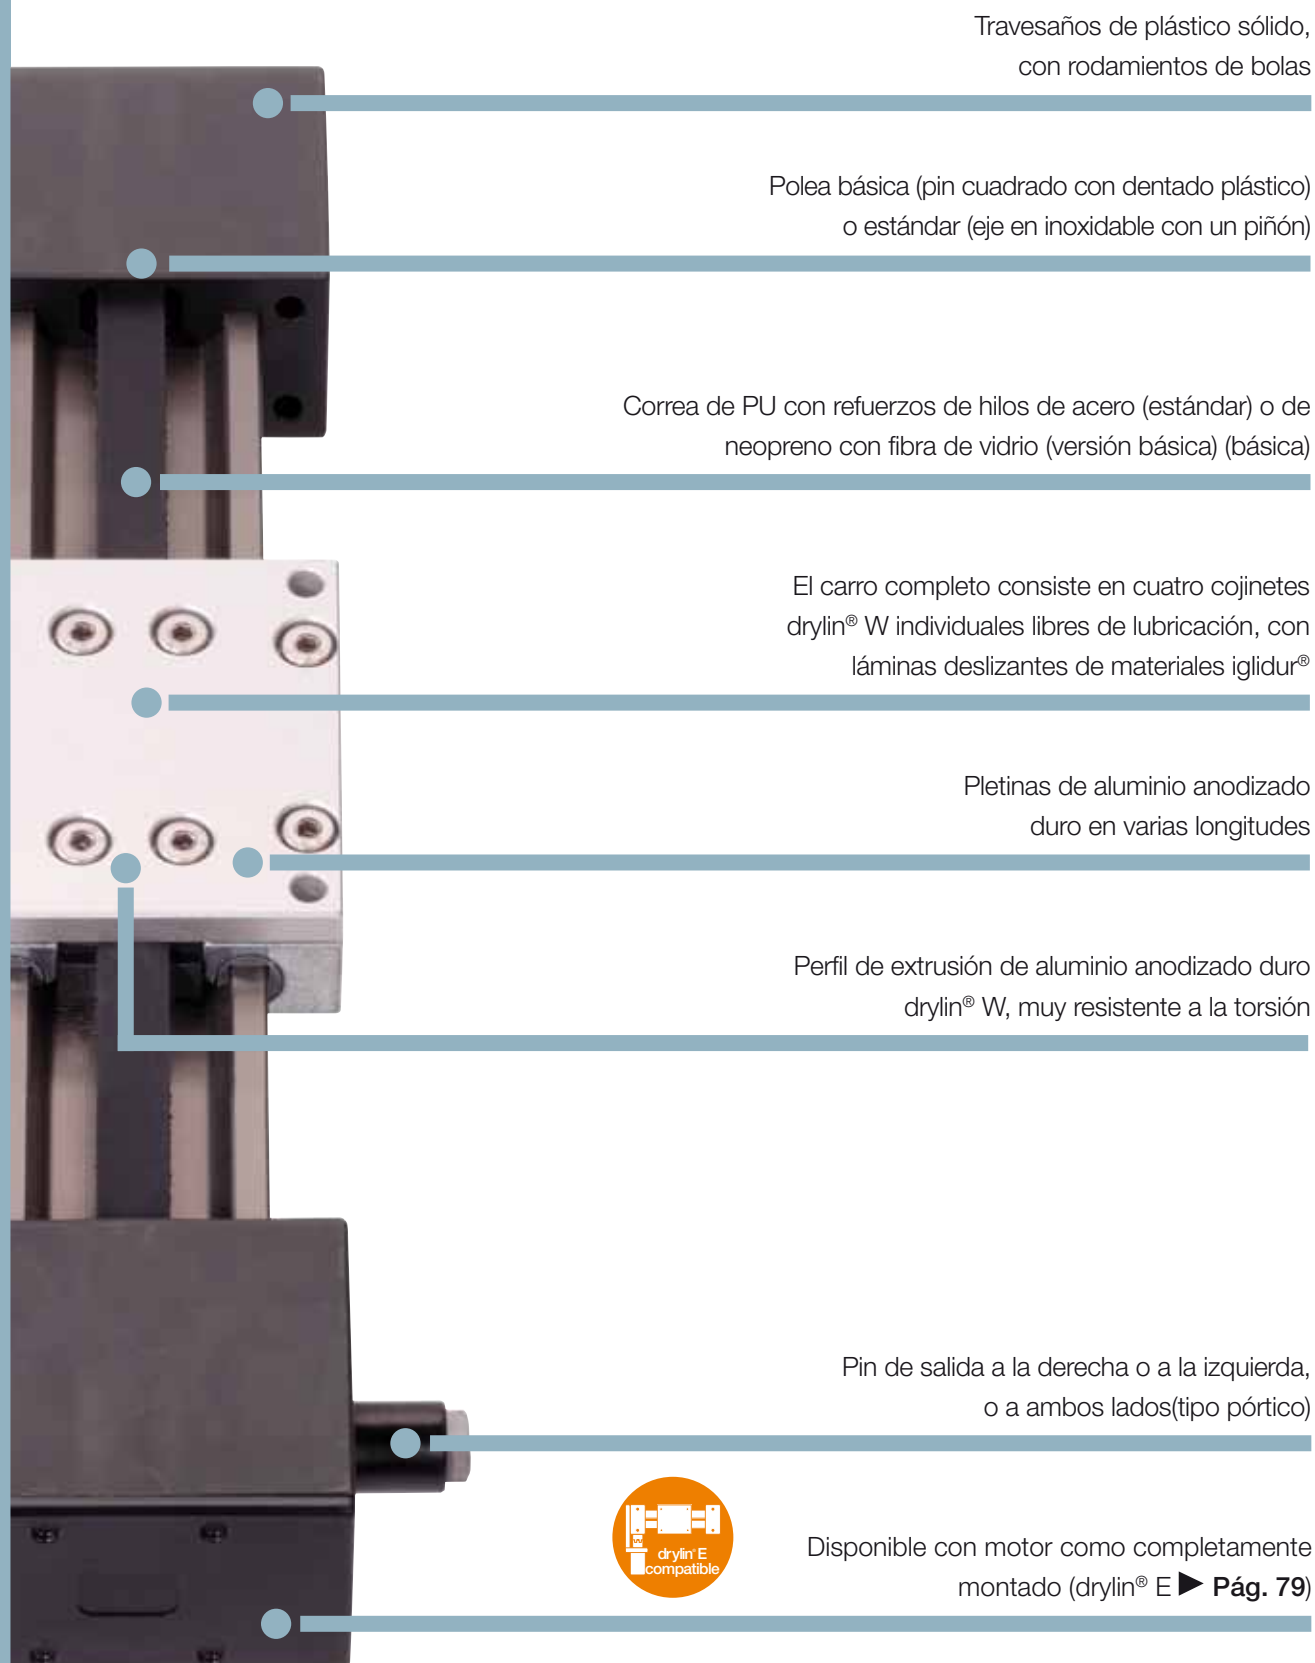 Travesaños de plástico sólido,
con rodamientos de bolas
Polea básica (pin cuadrado con dentado plástico)
o estándar (eje en inoxidable con un piñón)
Correa de PU con refuerzos de hilos de acero (estándar) o de
neopreno con fibra de vidrio (versión básica) (básica)
El carro completo consiste en cuatro cojinetes
drylin® W individuales libres de lubricación, con
láminas deslizantes de materiales iglidur®
Pletinas de aluminio anodizado
duro en varias longitudes
Perfil de extrusión de aluminio anodizado duro
drylin® W, muy resistente a la torsión
Pin de salida a la derecha o a la izquierda,
o a ambos lados(tipo pórtico)
drylin® E
compatible
Disponible con motor como completamente
montado (drylin® E ► Pág. 79)